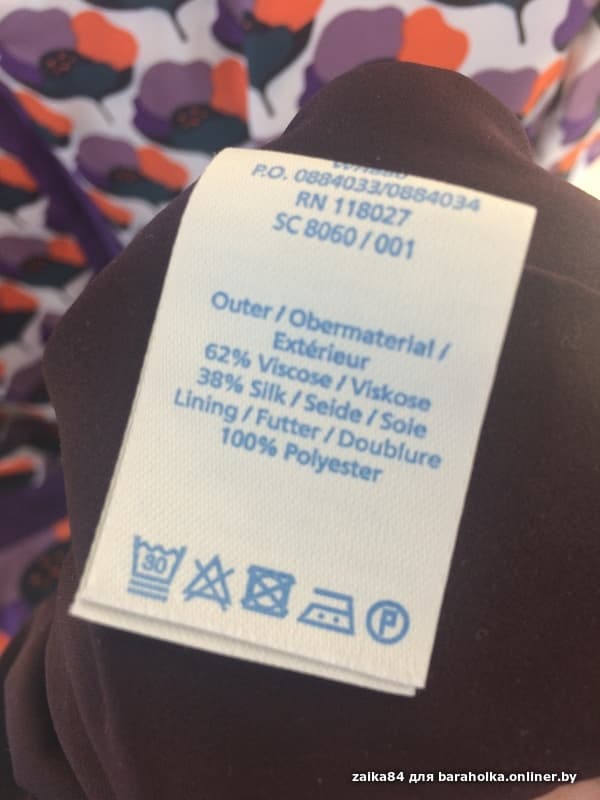 P.O. 0884033/0884034
RN 118027
SC 8060 / 001
Outer / Obermaterial /
Extérieur
62% Viscose / Viskose
38% Silk / Seide / Soie
Lining / Futter / Doublure
100% Polyester
30
P
zaika84 для baraholka.onliner.by